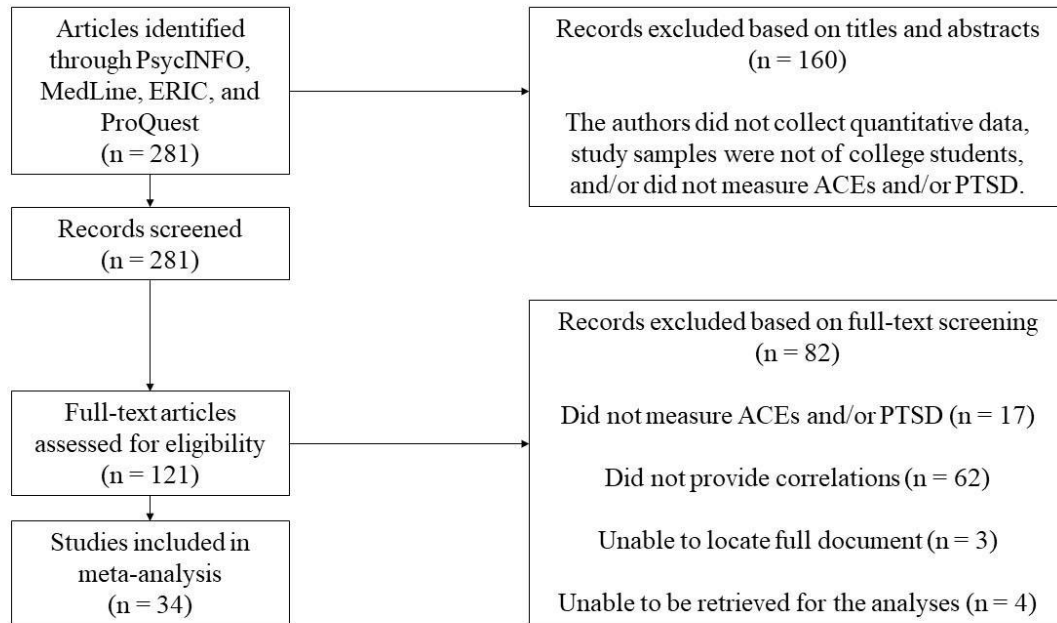 Articles identified
through PsycINFO,
MedLine, ERIC, and
ProQuest
(n = 281)
Records excluded based on titles and abstracts
(n = 160)
The authors did not collect quantitative data,
study samples were not of college students,
and/or did not measure ACEs and/or PTSD.
Records screened
(n = 281)
Full-text articles
assessed for eligibility
(n = 121)
Records excluded based on full-text screening
(n = 82)
Did not measure ACEs and/or PTSD (n = 17)
Did not provide correlations (n = 62)
Unable to locate full document (n = 3)
Unable to be retrieved for the analyses (n = 4)
Studies included in
meta-analysis
(n = 34)